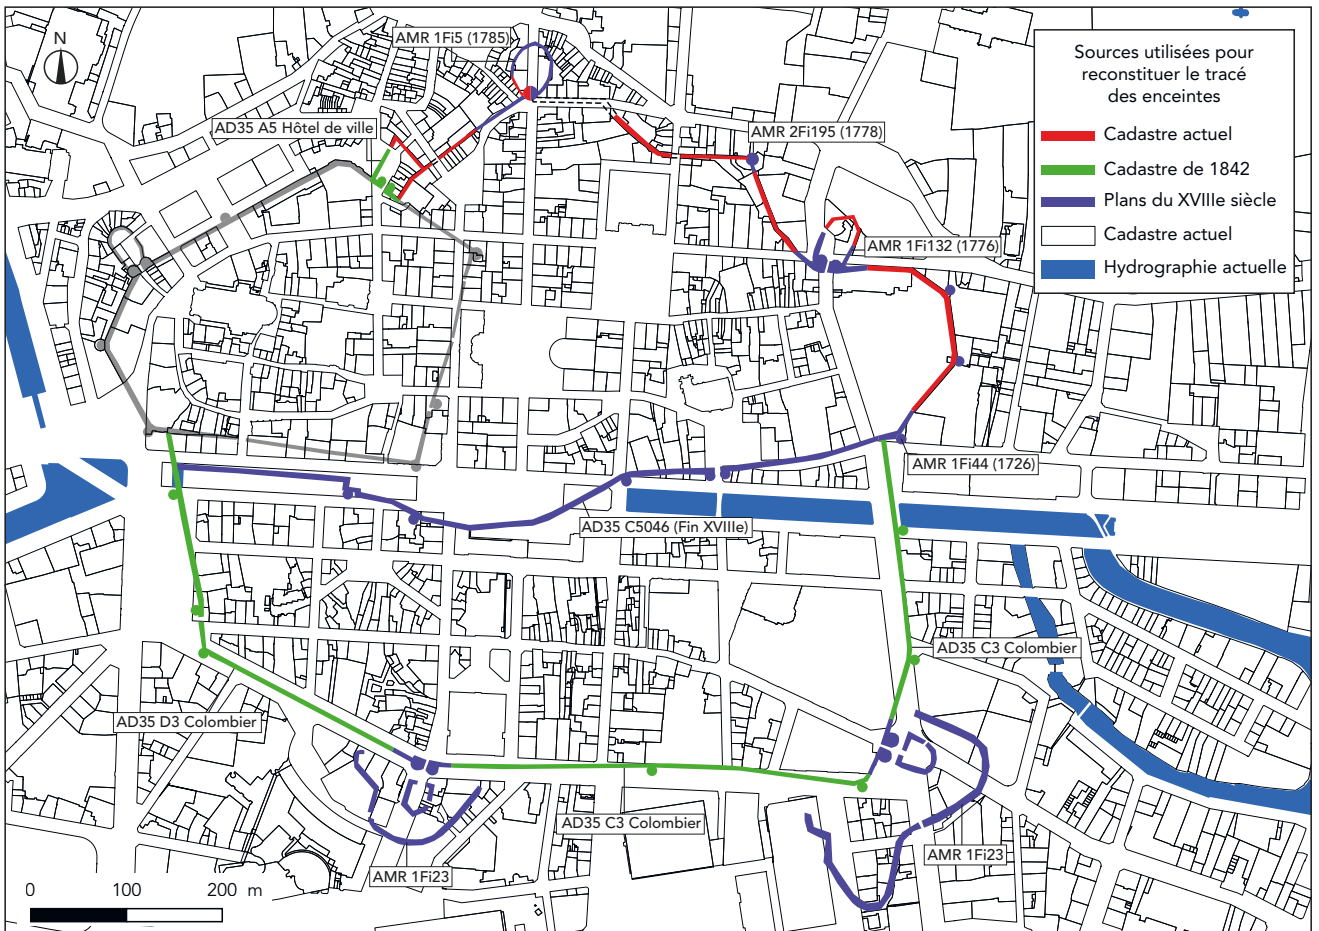 AMR 1Fi5 (1785)
N
AD35 A5 Hôtel de ville
AMR 2Fi195 (1778)
AMR 1Fi132 (1776)
Sources utilisées pour
reconstituer le tracé
des enceintes
Cadastre actuel
Cadastre de 1842
Plans du XVIIIe siècle
Cadastre actuel
Hydrographie actuelle
AMR 1Fi44 (1726)
AD35 C5046 (Fin XVIIIe)
AD35 C3 Colombier
AD35 D3 Colombier
AD35 C3 Colombier
AMR 1Fi23
AMR 1Fi23
0 100 200 m